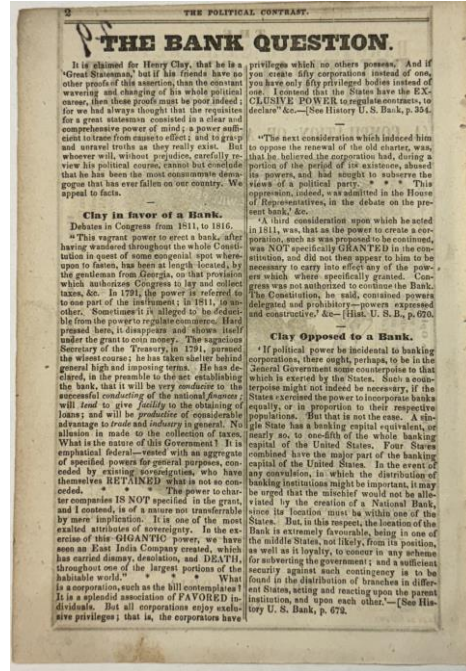 2
THE POLITICAL CONTRAST.
THE BANK QUESTION.
It is claimed for Henry Clay, that he is a
'Great Statesman,' but if his friends have no
other proofs of this assertion, than the constant
wavering and changing of his whole political
career, then these proofs must be poor indeed;
for we had always thought that the requisites
for a great statesman consisted in a clear and
comprehensive power of mind; a power suffi-
cient to trace from cause to effect; and to grasp
and unravel truths as they really exist. But
whoever will, without prejudice, carefully re-
view his political course, cannot but conclude
that he has been the most consummate dema-
gogue that has ever fallen on our country. We
appeal to facts.
Clay in favor of a Bank.
Debates in Congress from 1811, to 1816.
"This vagrant power to erect a bank, after
having wandered throughout the whole Consti-
tution in quest of some congenial spot where-
upon to fasten, has been at length located, by
the gentleman from Georgia, on that provision
which authorizes Congress to lay and collect
taxes, &c. In 1791, the power is referred to
to one part of the instrument; in 1811, to an-
other. Sometimes it is alleged to be deduci-
ble from the power to regulate commerce. Hard
pressed here, it disappears and shows itself
under the grant to coin money. The sagacious
Secretary of the Treasury, in 1791, pursued
the wisest course; he has taken shelter behind
general high and imposing terms. He has de-
clared, in the preamble to the act establishing
the bank, that it will be very conducive to the
successful conducting of the national finances;
will tend to give facility to the obtaining of
loans; and will be productive of considerable
advantage to trade and industry in general. No
allusion is made to the collection of taxes.
What is the nature of this Government? It is
emphatical federal—vested with an aggregate
of specified powers for general purposes, con-
ceded by existing sovereignties, who have
themselves RETAINED what is not so con-
ceded. * * * The power to char-
ter companies IS NOT specified in the grant,
and I contend, is of a nature not transferrable
by mere implication. It is one of the most
exalted attributes of sovereignty. In the exer-
cise of this GIGANTIC power, we have
seen an East India Company created, which
has carried dismay, desolation, and DEATH,
throughout one of the largest portions of the
habitable world." * * * * What
is a corporation, such as the bill contemplates?
It is a splendid association of FAVORED in-
dividuals. But all corporations enjoy exclu-
sive privileges; that is, the corporators have
privileges which no others possess. And if
you create fifty corporations instead of one,
you have only fifty privileged bodies instead of
one. I contend that the States have the EX-
CLUSIVE POWER to regulate contracts, to
declare" &c.—[See History U. S. Bank, p. 354.
"The next consideration which induced him
to oppose the renewal of the old charter, was,
that he believed the corporation had, during a
portion of the period of its existence, abused
its powers, and had sought to subserve the
views of a political party. * * * This
oppression, indeed, was admitted in the House
of Representatives, in the debate on the pre-
sent bank,' &c.
'A third consideration upon which he acted
in 1811, was, that as the power to create a cor-
poration, such as was proposed to be continued,
was NOT specifically GRANTED in the con-
stitution, and did not then appear to him to be
necessary to carry into effect any of the pow-
ers which where specifically granted. Con-
gress was not authorized to continue the Bank.
The Constitution, he said, contained powers
delegated and prohibitory—powers expressed
and constructive.' &c—[Hist. U. S. B., p. 670.
Clay Opposed to a Bank.
'If political power be incidental to banking
corporations, there ought, perhaps, to be in the
General Government some counterpoise to that
which is exerted by the States. Such a coun-
terpoise might not indeed be necessary, if the
States exercised the power to incorporate banks
equally, or in proportion to their respective
populations. 'But that is not the case. A sin-
gle State has a banking capital equivalent, or
nearly so, to one-fifth of the whole banking
capital of the United States. Four States
combined have the major part of the banking
capital of the United States. In the event of
any convulsion, in which the distribution of
banking institutions might be important, it may
be urged that the mischief would not be alle-
viated by the creation of a National Bank,
since its location must be within one of the
States. But, in this respect, the location of the
Bank is extremely favorable, being in one of
the middle States, not likely, from its position,
as well as it loyalty, to concur in any scheme
for subverting the government; and a sufficient
security against such contingency is to be
found in the distribution of branches in differ-
ent States, acting and reacting upon the parent
institution, and upon each other.'—[See His-
tory U. S. Bank, p. 672.